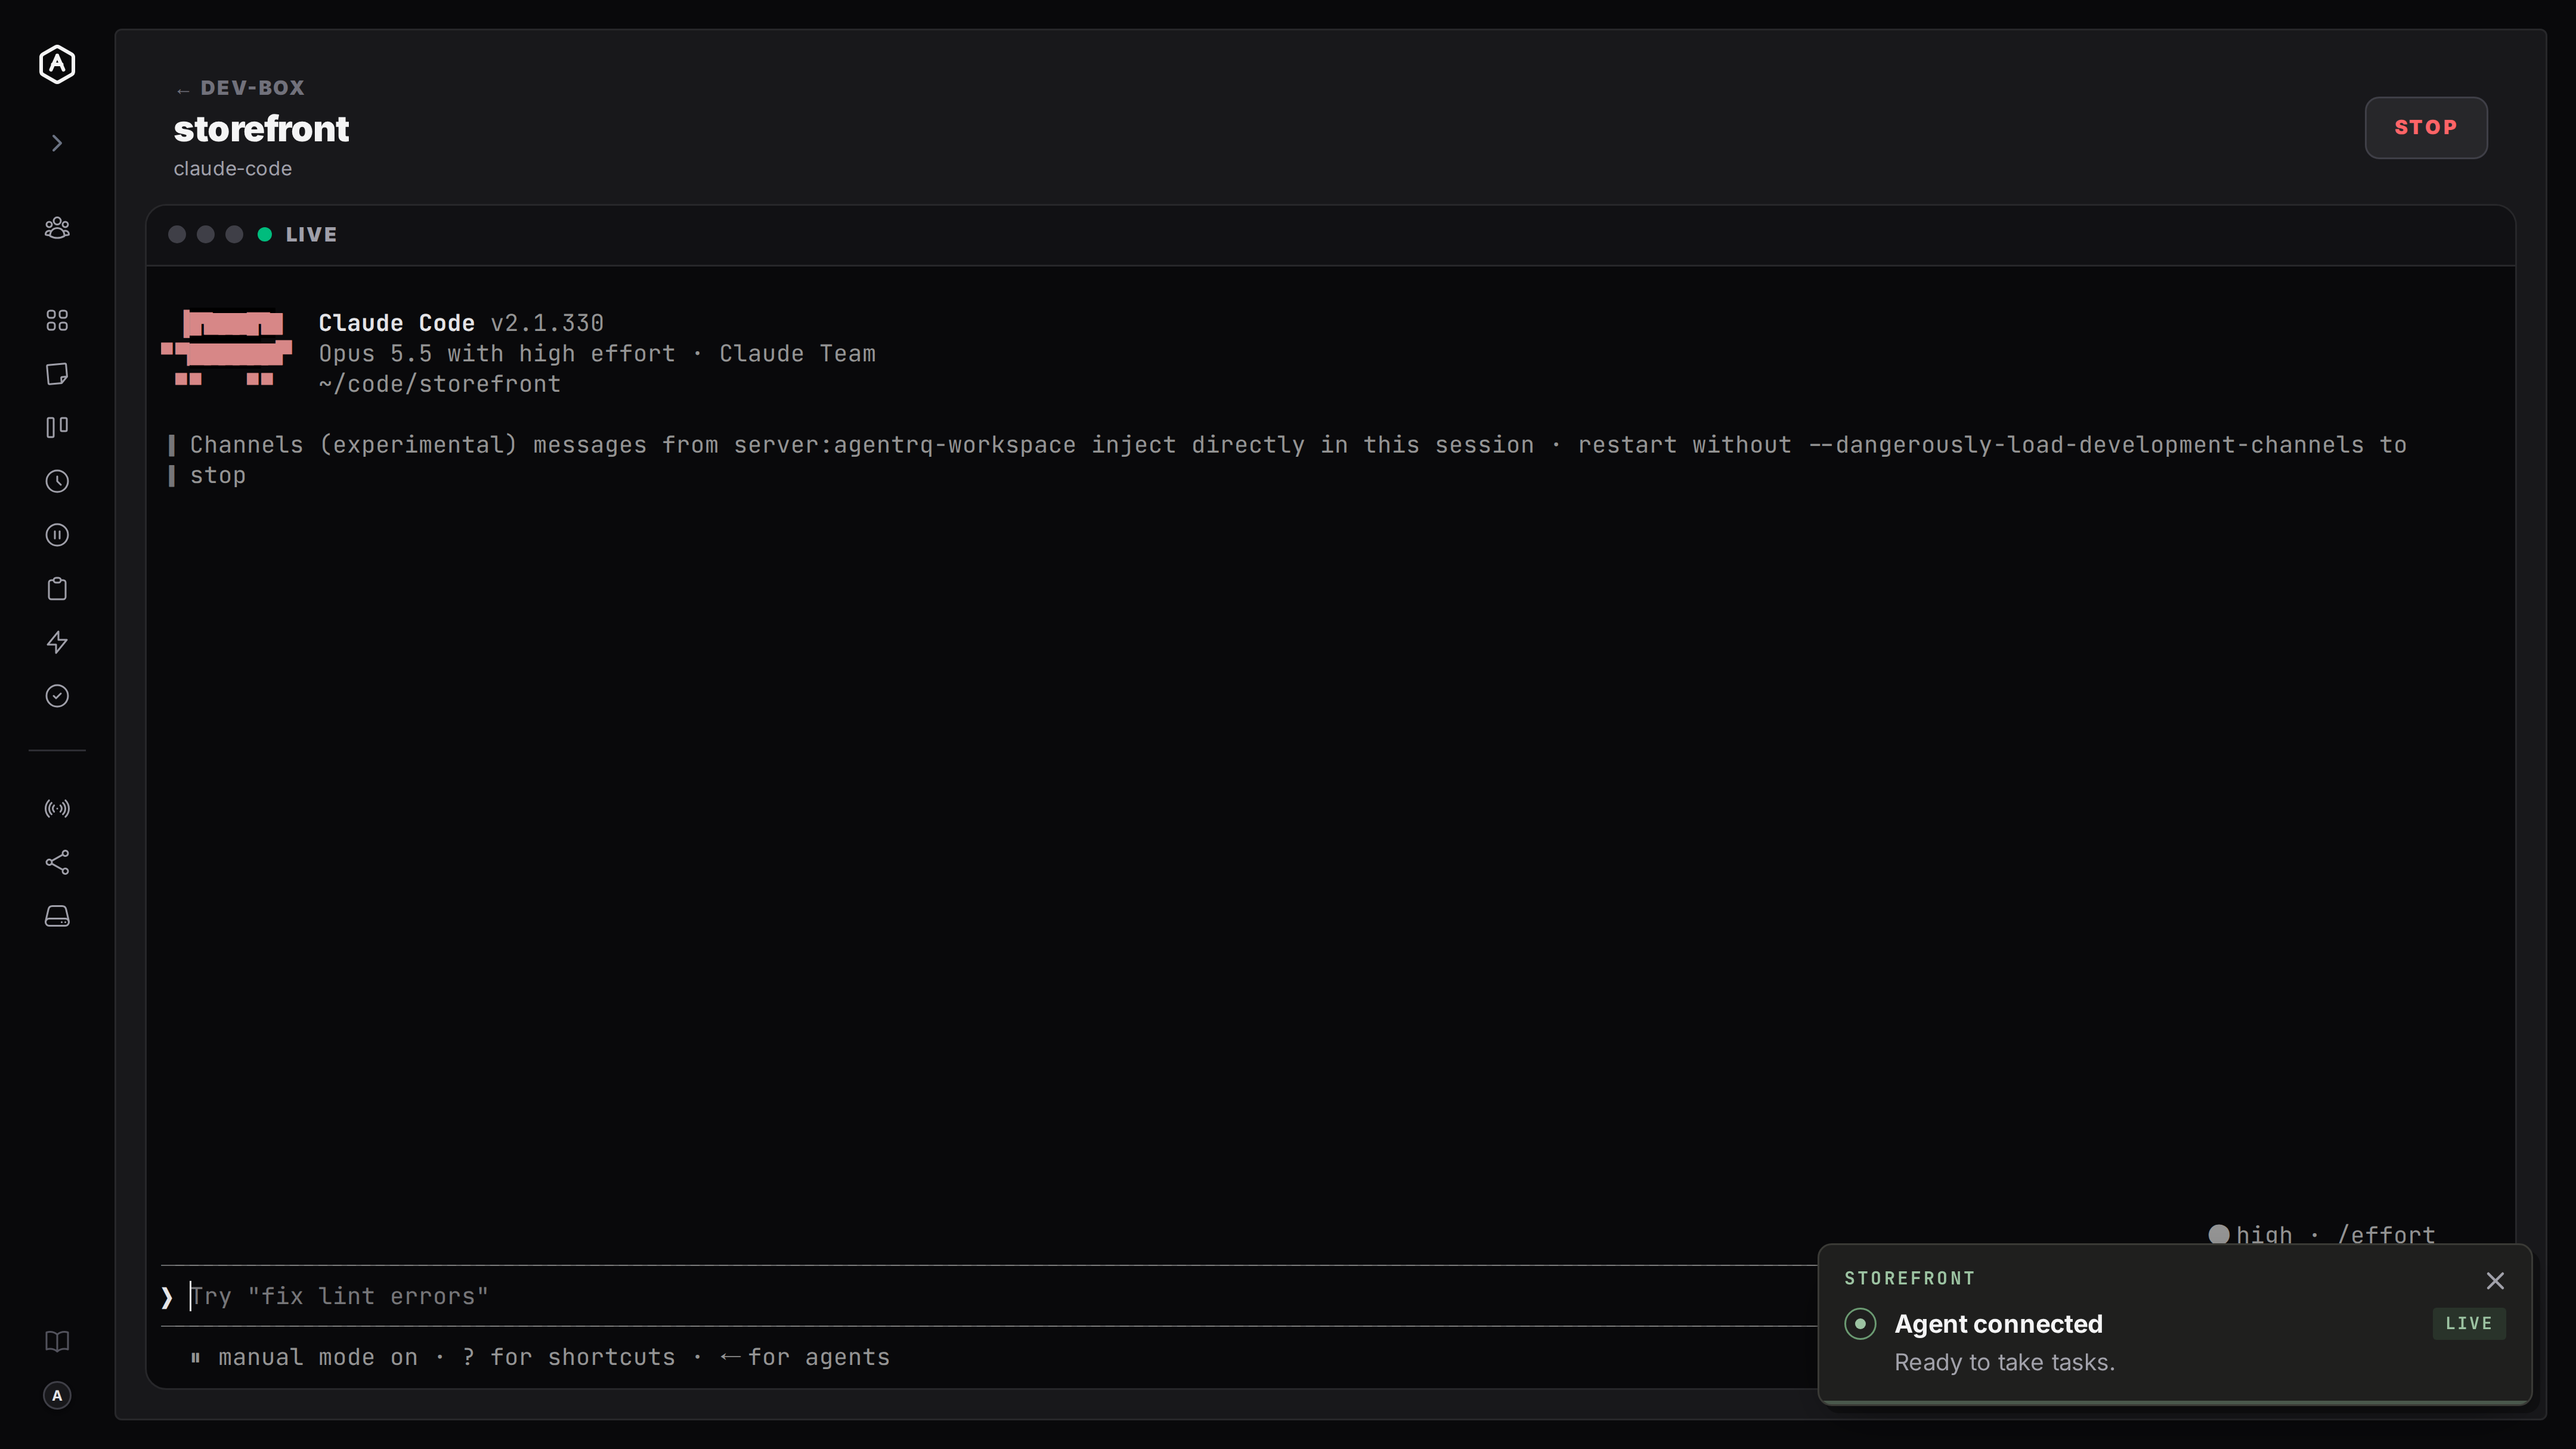 ← DEV-BOX
storefront
claude-code
STOP
LIVE
Claude Code v2.1.330
Opus 5.5 with high effort · Claude Team
~/code/storefront
Channels (experimental) messages from server:agentrq-workspace inject directly in this session · restart without --dangerously-load-development-channels to
stop
high · /effort
❯ Try "fix lint errors"
⏸ manual mode on · ? for shortcuts · ← for agents
STOREFRONT
Agent connected
LIVE
Ready to take tasks.
A